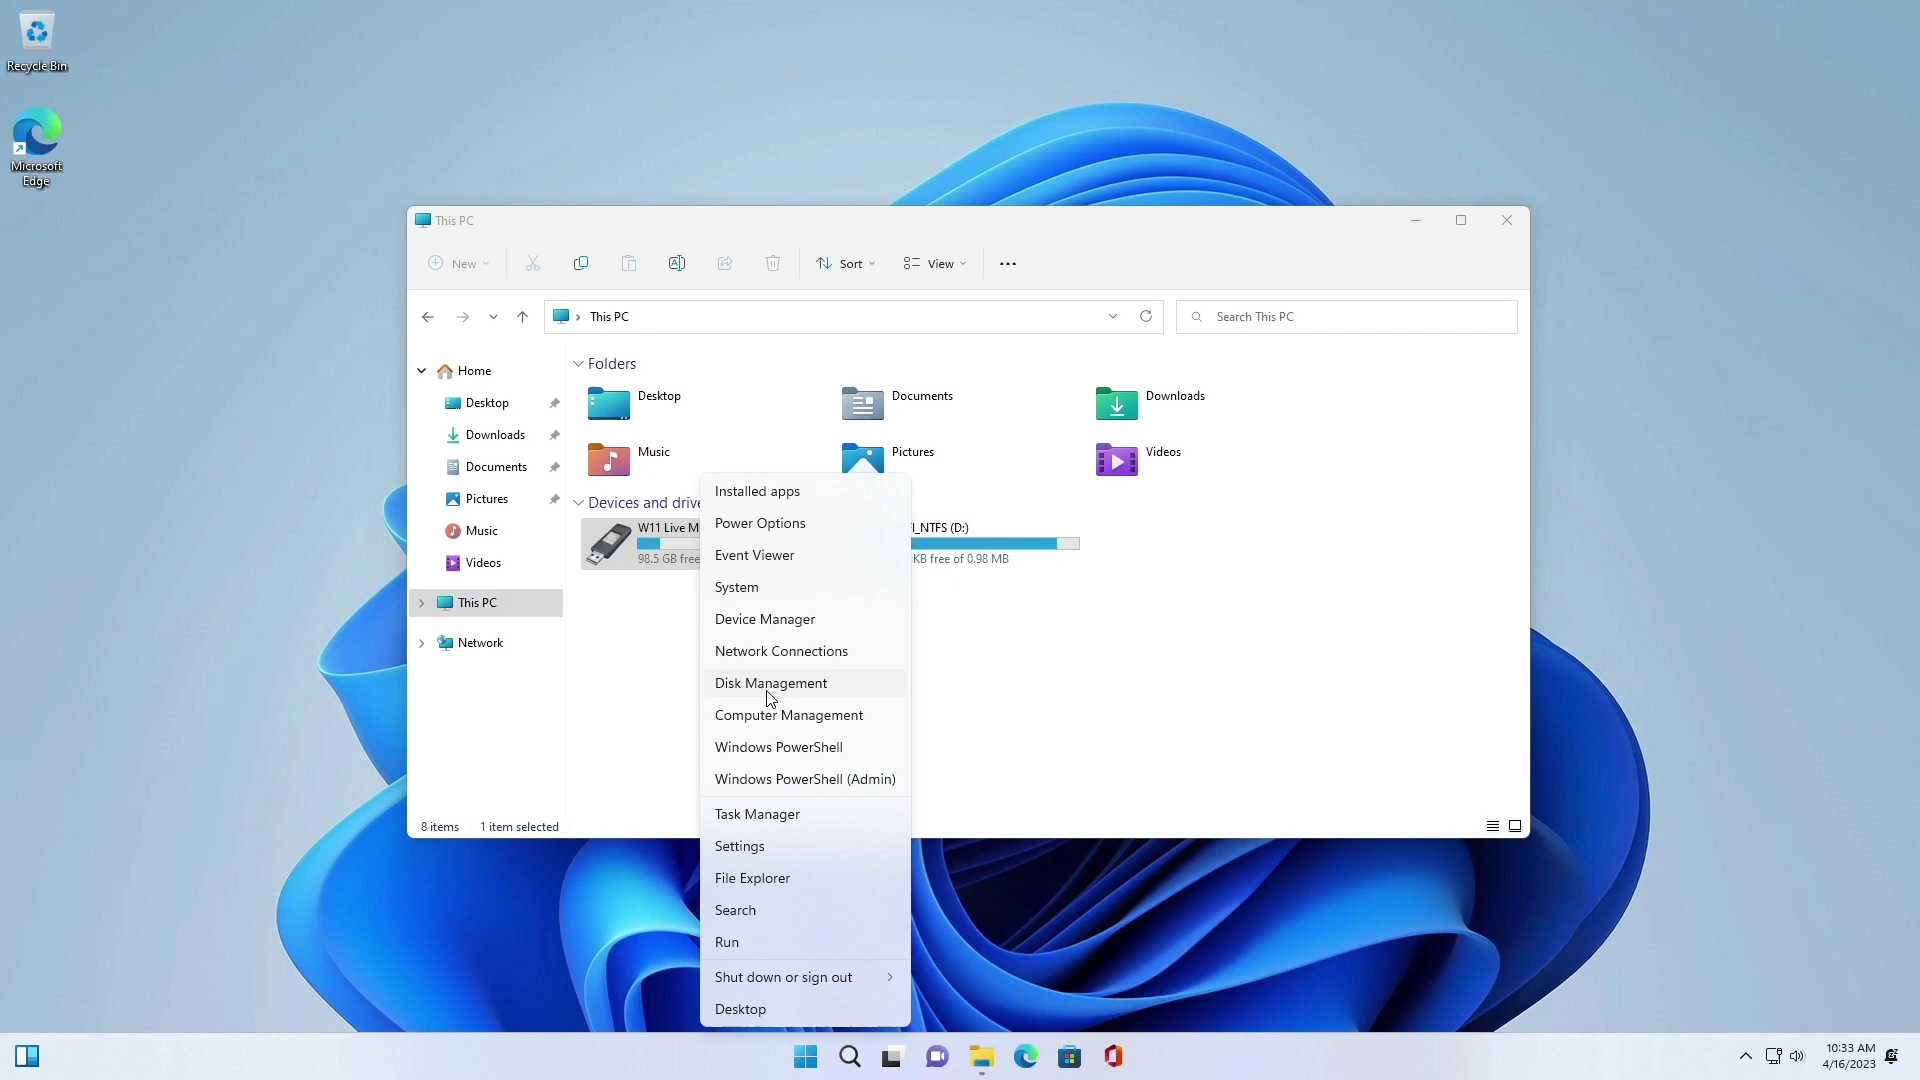 Recycle Bin
Microsoft
Edge
This PC
New
Sort
View
This PC
Search This PC
Home
Desktop
Downloads
Documents
Pictures
Music
Videos
This PC
Network
Folders
Desktop
Documents
Downloads
Music
Pictures
Videos
Devices and drive
W11 Live M
98.5 GB free
I_NTFS (D:)
KB free of 0.98 MB
Installed apps
Power Options
Event Viewer
System
Device Manager
Network Connections
Disk Management
Computer Management
Windows PowerShell
Windows PowerShell (Admin)
Task Manager
Settings
File Explorer
Search
Run
Shut down or sign out
Desktop
8 items
1 item selected
10:33 AM
4/16/2023